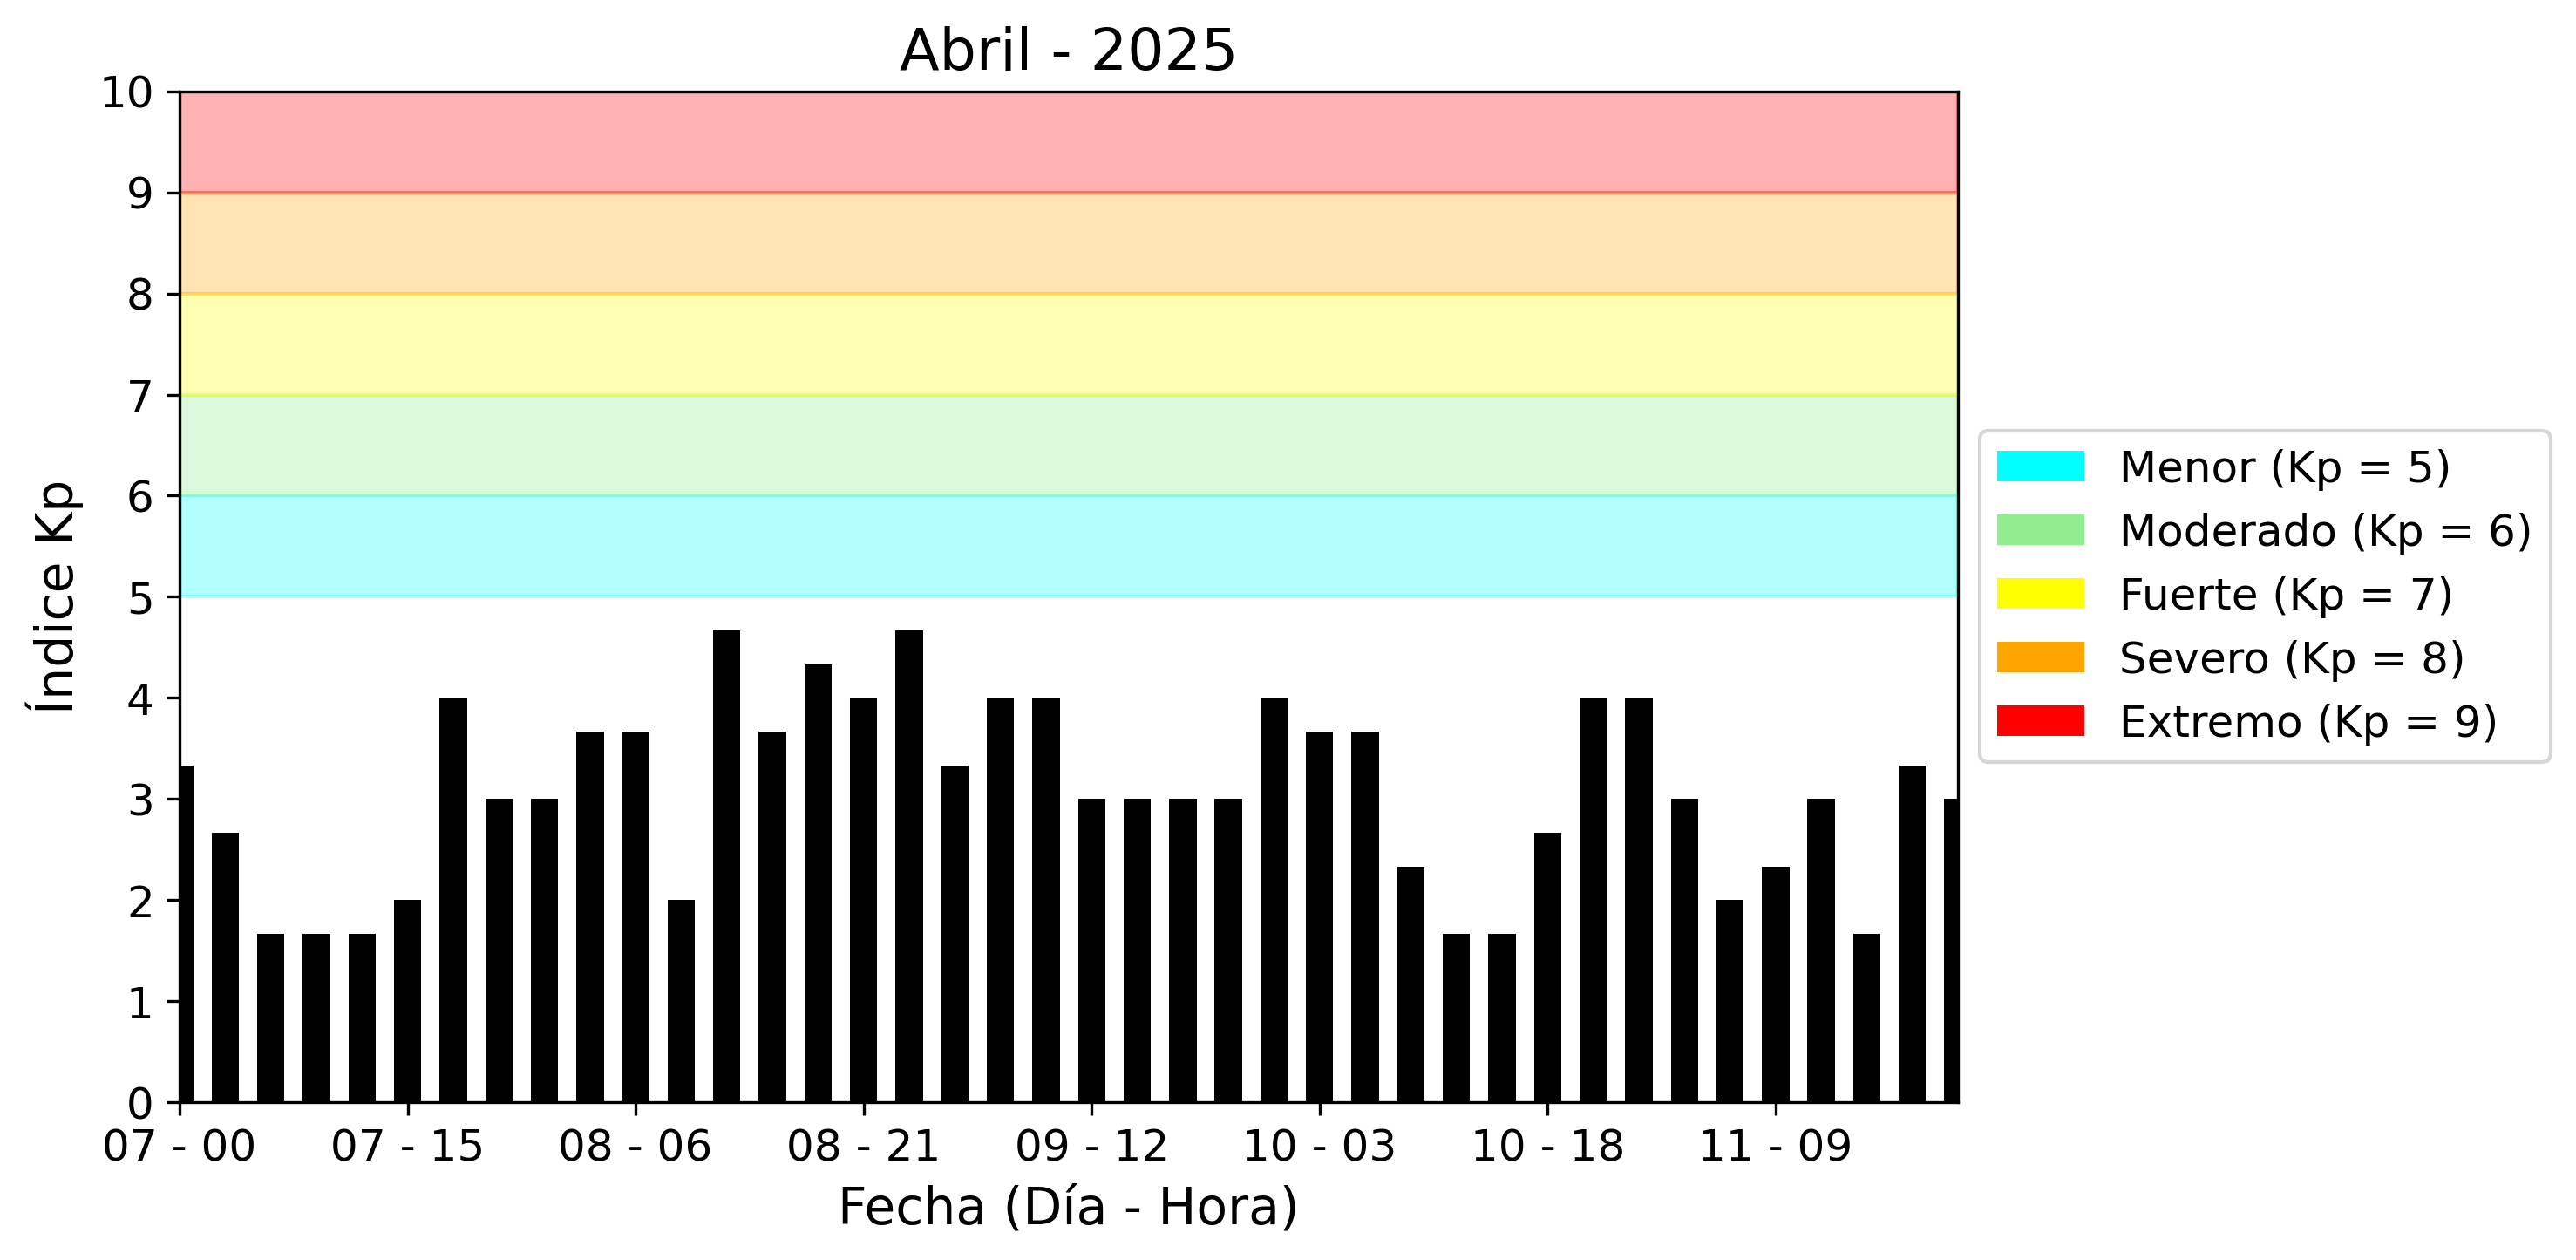 Abril - 2025
10
9
8
7
6
5
4
3
2
1
0
Índice Kp
07 - 00
07 - 15
08 - 06
08 - 21
09 - 12
10 - 03
10 - 18
11 - 09
Fecha (Día - Hora)
Menor (Kp = 5)
Moderado (Kp = 6)
Fuerte (Kp = 7)
Severo (Kp = 8)
Extremo (Kp = 9)